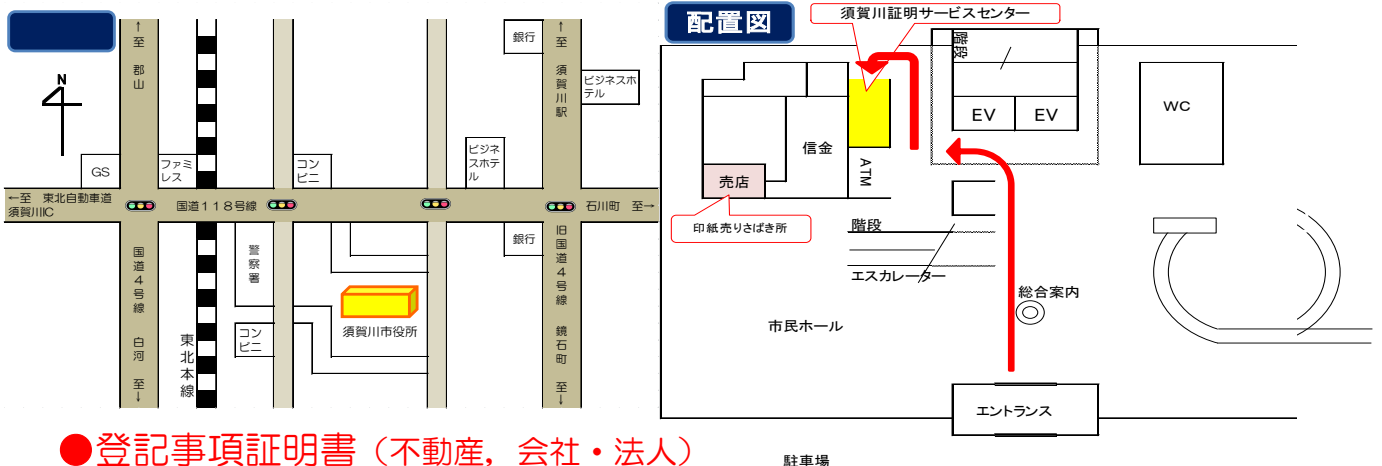 ↑至 郡山
N
GS
ファミ
レス
コン
ビニ
銀行
↑至 須賀川駅
ビジネスホ
テル
ビジネ
スホテ
ル
←至 東北自動車道
須賀川IC
国道118号線
石川町 至→
国道4号線 白河 至↓
東北本線
警察署
コン
ビニ
須賀川市役所
銀行
旧国道4号線 鏡石町 至↓
配置図
須賀川証明サービスセンター
階段
EV
EV
WC
信金
ATM
売店
印紙売りさばき所
階段
エスカレーター
総合案内
市民ホール
エントランス
駐車場
●登記事項証明書（不動産，会社・法人）